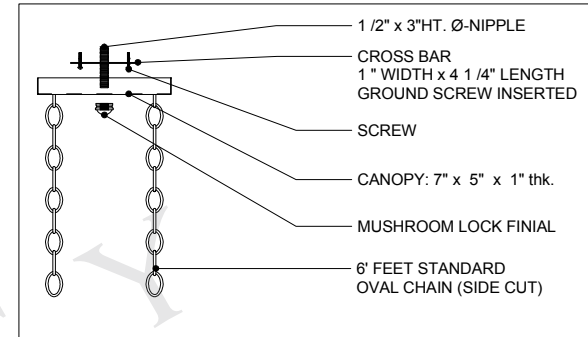 1 /2" x 3"HT. Ø-NIPPLE
CROSS BAR
1 " WIDTH x 4 1 /4" LENGTH
GROUND SCREW INSERTED
SCREW
CANOPY: 7" x 5" x 1" thk.
MUSHROOM LOCK FINIAL
6' FEET STANDARD
OVAL CHAIN (SIDE CUT)
Y